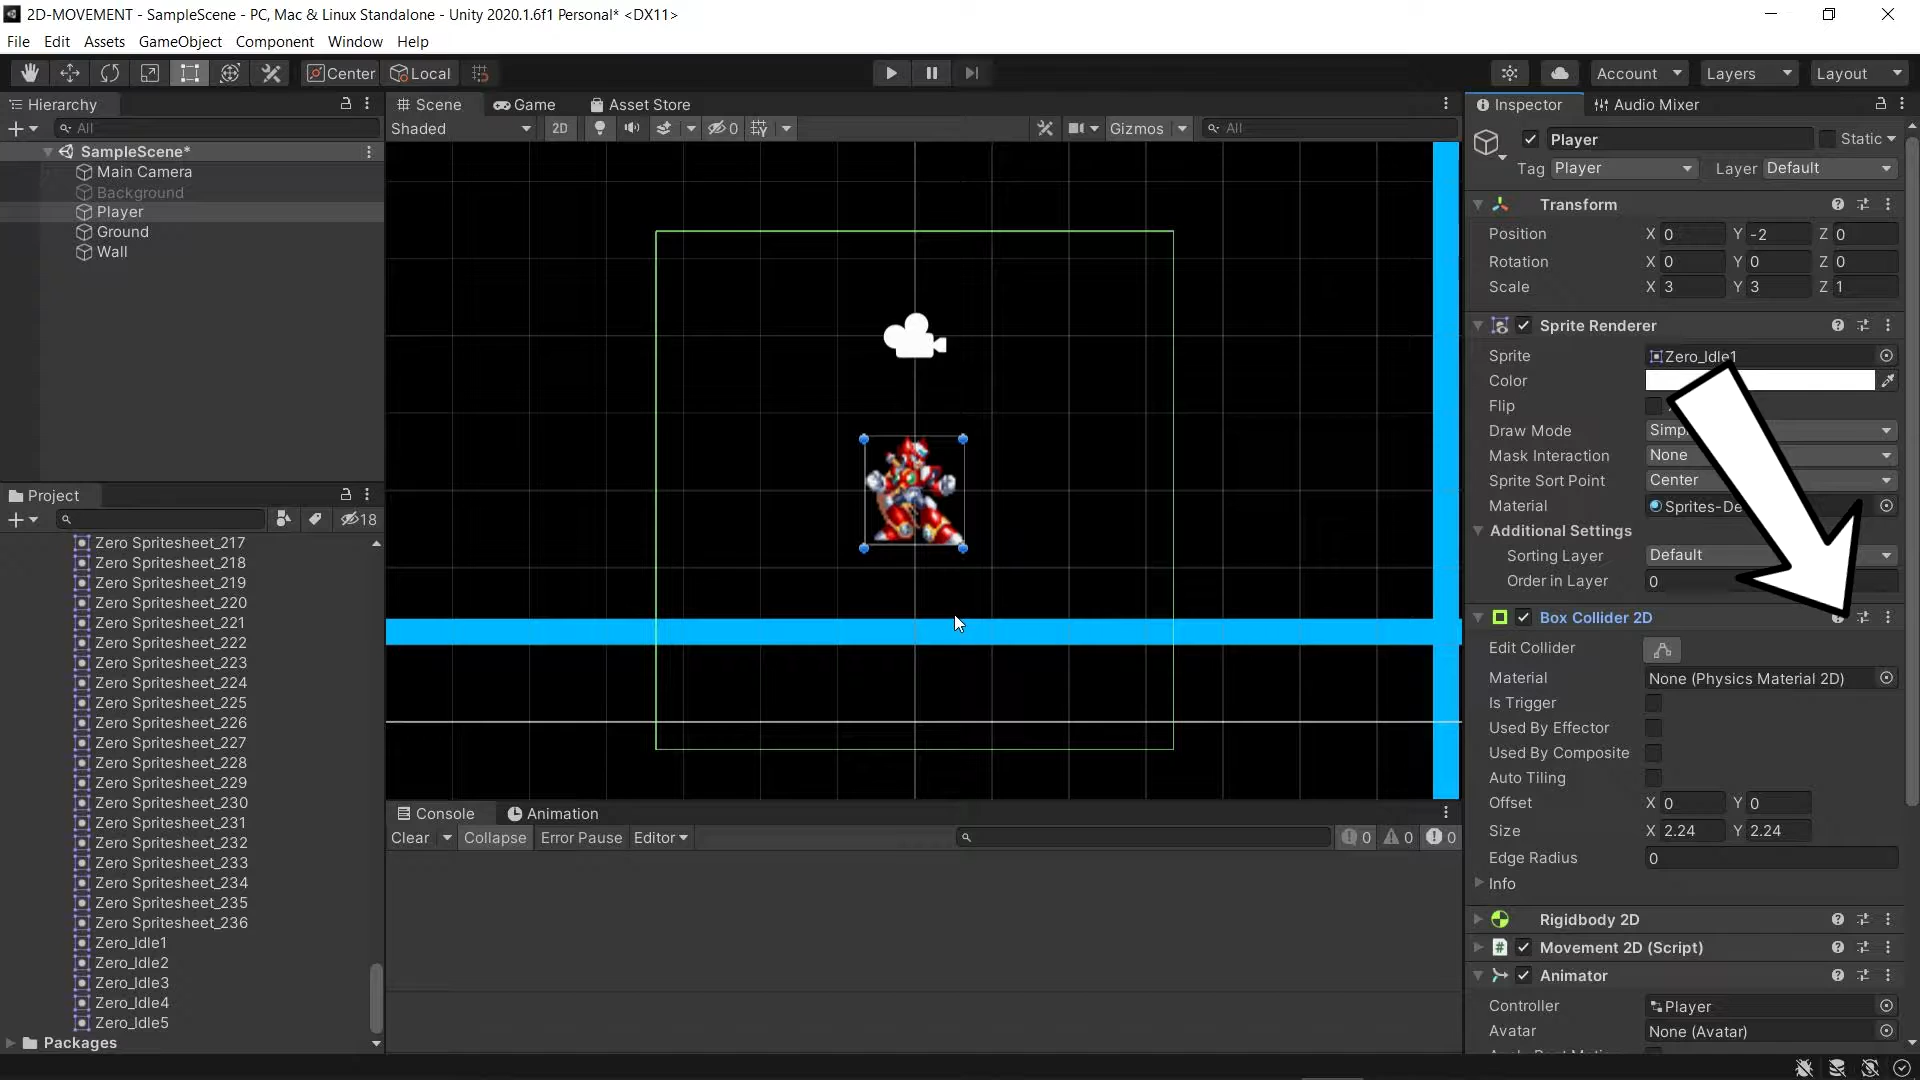 2D-MOVEMENT - SampleScene - PC, Mac & Linux Standalone - Unity 2020.1.6f1 Personal* <DX11>
File Edit Assets GameObject Component Window Help
Center Local Account Layers Layout
Hierarchy
All
SampleScene*
Main Camera
Background
Player
Ground
Wall
Project
18
Zero Spritesheet_217
Zero Spritesheet_218
Zero Spritesheet_219
Zero Spritesheet_220
Zero Spritesheet_221
Zero Spritesheet_222
Zero Spritesheet_223
Zero Spritesheet_224
Zero Spritesheet_225
Zero Spritesheet_226
Zero Spritesheet_227
Zero Spritesheet_228
Zero Spritesheet_229
Zero Spritesheet_230
Zero Spritesheet_231
Zero Spritesheet_232
Zero Spritesheet_233
Zero Spritesheet_234
Zero Spritesheet_235
Zero Spritesheet_236
Zero_Idle1
Zero_Idle2
Zero_Idle3
Zero_Idle4
Zero_Idle5
Packages
Scene Game Asset Store
Shaded 2D 0 Gizmos All
Console Animation
Clear Collapse Error Pause Editor 0 0 0
Inspector Audio Mixer
Player Static
Tag Player Layer Default
Transform
Position X 0 Y -2 Z 0
Rotation X 0 Y 0 Z 0
Scale X 3 Y 3 Z 1
Sprite Renderer
Sprite Zero_Idle1
Color
Flip
Draw Mode Simp
Mask Interaction None
Sprite Sort Point Center
Material Sprites-De
Additional Settings
Sorting Layer Default
Order in Layer 0
Box Collider 2D
Edit Collider
Material None (Physics Material 2D)
Is Trigger
Used By Effector
Used By Composite
Auto Tiling
Offset X 0 Y 0
Size X 2.24 Y 2.24
Edge Radius 0
Info
Rigidbody 2D
Movement 2D (Script)
Animator
Controller Player
Avatar None (Avatar)